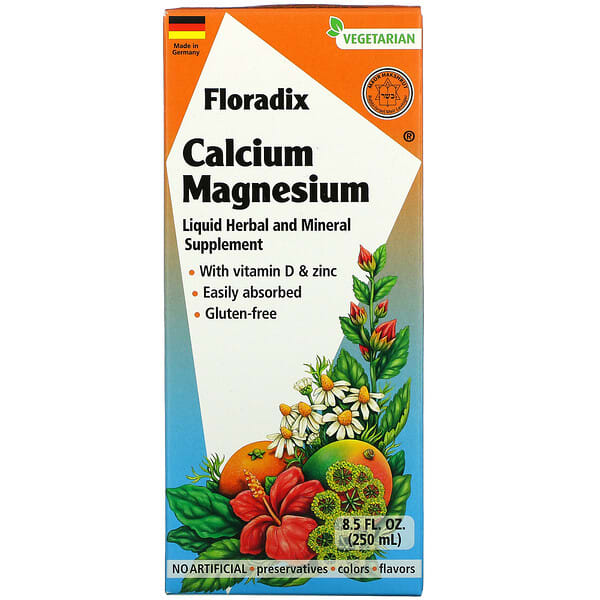 Made in
Germany
VEGETARIAN
Floradix
®
Calcium
Magnesium
Liquid Herbal and Mineral
Supplement
• With vitamin D & zinc
• Easily absorbed
• Gluten-free
8.5 FL. OZ.
(250 mL)
NO ARTIFICIAL • preservatives • colors • flavors